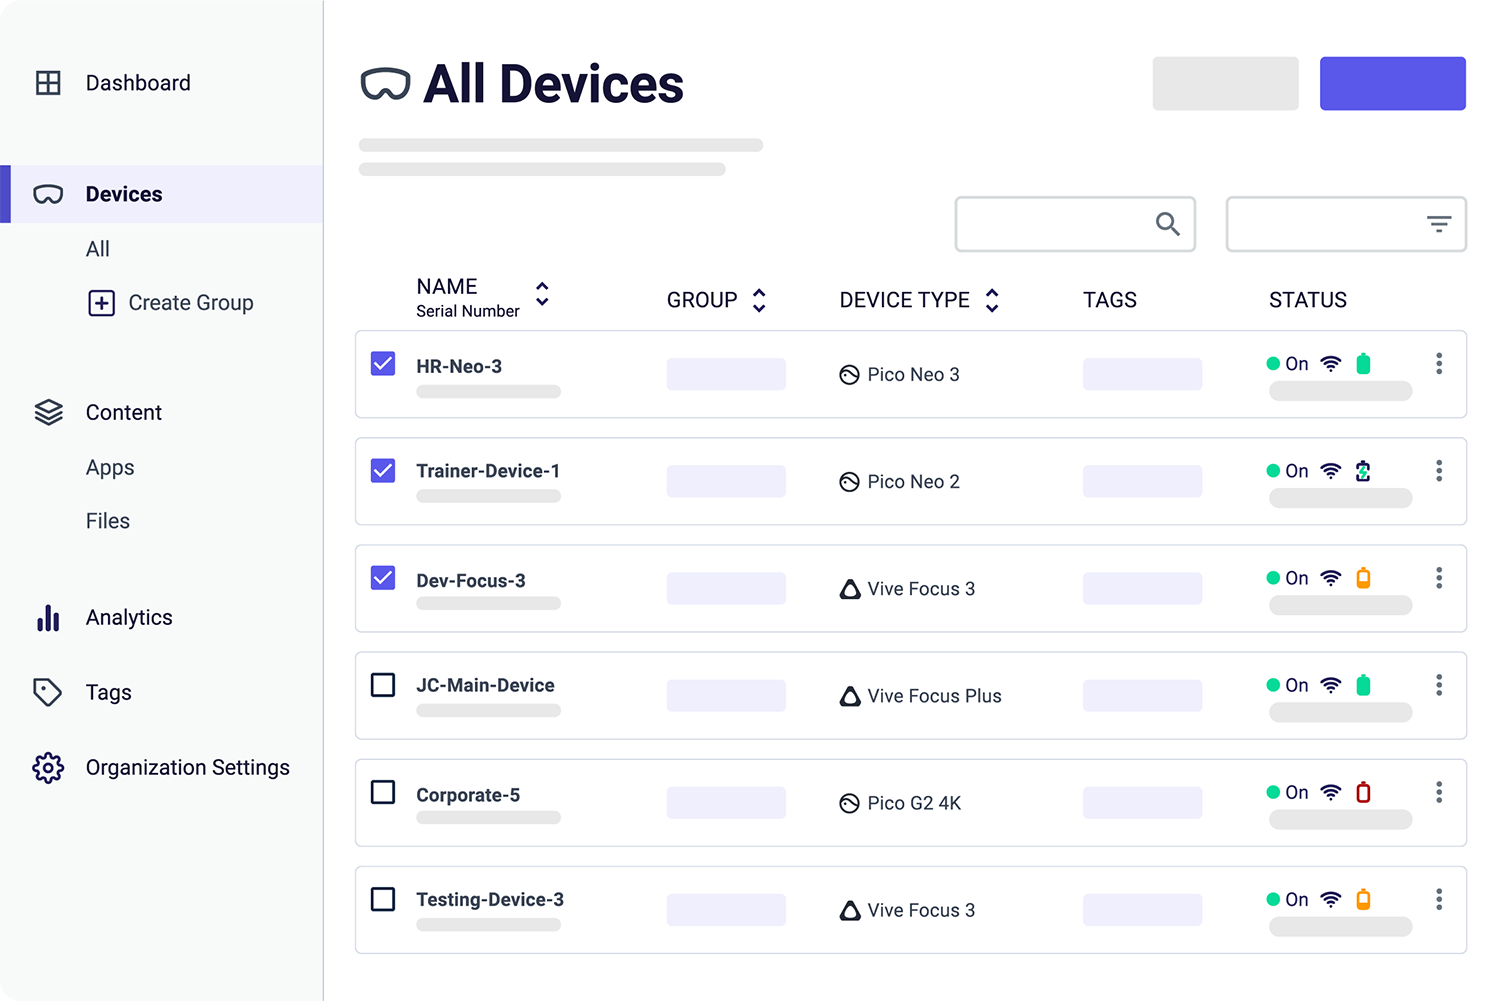 Dashboard
Devices
All
Create Group
Content
Apps
Files
Analytics
Tags
Organization Settings
All Devices
NAME
Serial Number
GROUP
DEVICE TYPE
TAGS
STATUS
HR-Neo-3
Pico Neo 3
On
Trainer-Device-1
Pico Neo 2
On
Dev-Focus-3
Vive Focus 3
On
JC-Main-Device
Vive Focus Plus
On
Corporate-5
Pico G2 4K
On
Testing-Device-3
Vive Focus 3
On